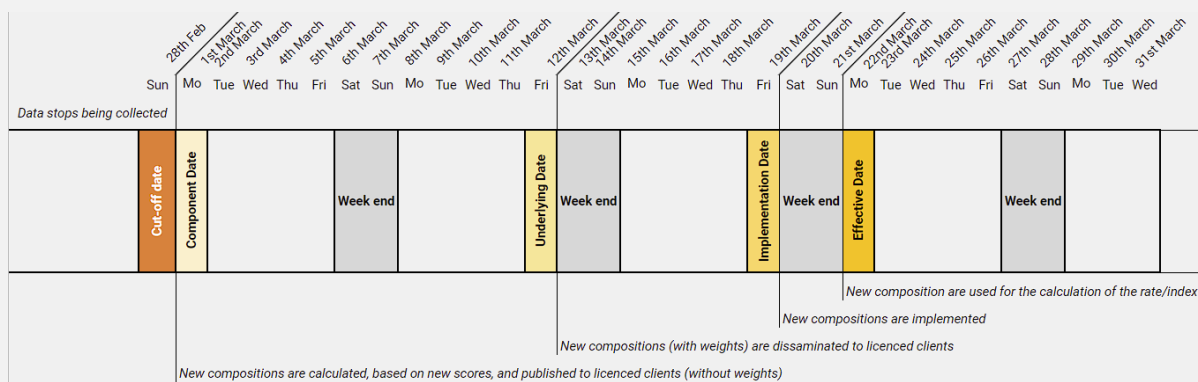 28th Feb 1st March 2nd March 3rd March 4th March 5th March 6th March 7th March 8th March 9th March 10th March 11th March 12th March 13th March 14th March 15th March 16th March 17th March 18th March 19th March 20th March 21st March 22nd March 23rd March 24th March 25th March 26th March 27th March 28th March 29th March 30th March 31st March
Sun Mo Tue Wed Thu Fri Sat Sun Mo Tue Wed Thu Fri Sat Sun Mo Tue Wed Thu Fri Sat Sun Mo Tue Wed Thu Fri Sat Sun Mo Tue Wed
Data stops being collected
Cut-off date
Component Date
Week end
Underlying Date
Week end
Implementation Date
Week end
Effective Date
Week end
New composition are used for the calculation of the rate/index
New compositions are implemented
New compositions (with weights) are dissaminated to licenced clients
New compositions are calculated, based on new scores, and published to licenced clients (without weights)